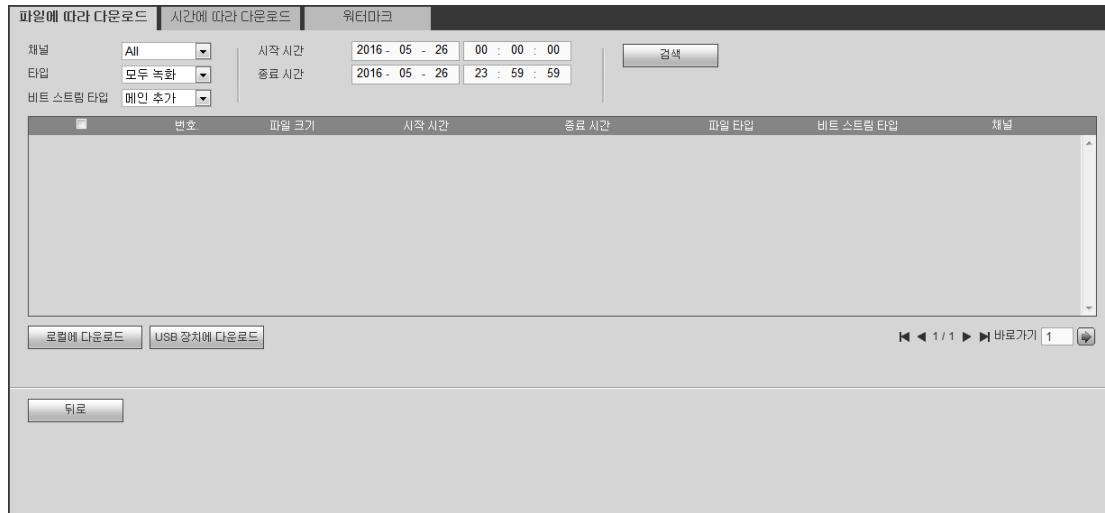 파일에 따라 다운로드 시간에 따라 다운로드 워터마크
채널 All 시작 시간 2016 - 05 - 26 00 : 00 : 00 검색
타입 모두 녹화 종료 시간 2016 - 05 - 26 23 : 59 : 59
비트 스트림 타입 메인 추가
번호. 파일 크기 시작 시간 종료 시간 파일 타입 비트 스트림 타입 채널
로컬에 다운로드 USB 장치에 다운로드 1 / 1 바로가기 1
뒤로